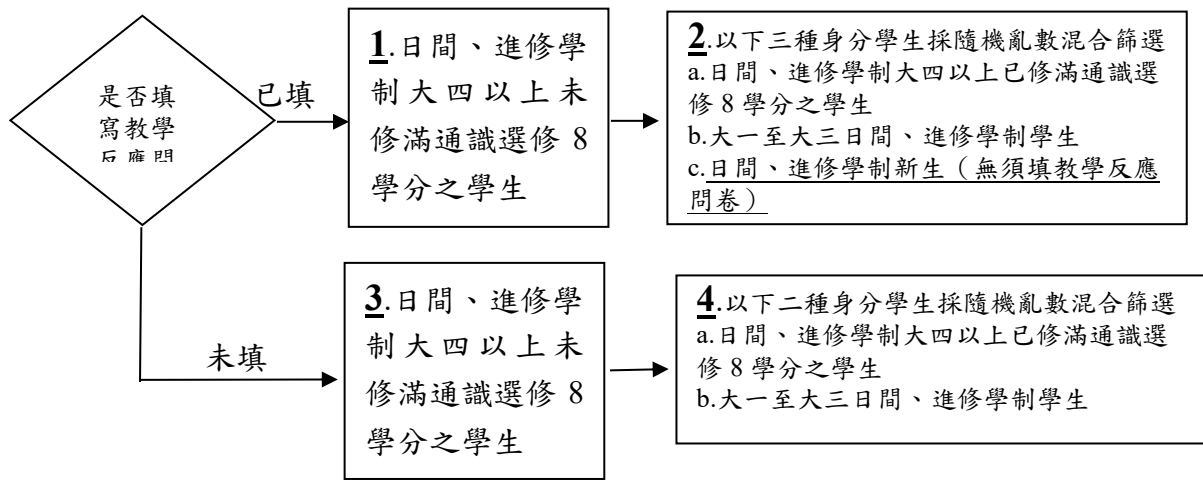 是否填
寫教學
反應問
已填
1.日間、進修學
制大四以上未
修滿通識選修 8
學分之學生
2.以下三種身分學生採隨機亂數混合篩選
a.日間、進修學制大四以上已修滿通識選
修 8 學分之學生
b.大一至大三日間、進修學制學生
c.日間、進修學制新生（無須填教學反應
問卷）
未填
3.日間、進修學
制大四以上未
修滿通識選修 8
學分之學生
4.以下二種身分學生採隨機亂數混合篩選
a.日間、進修學制大四以上已修滿通識選
修 8 學分之學生
b.大一至大三日間、進修學制學生